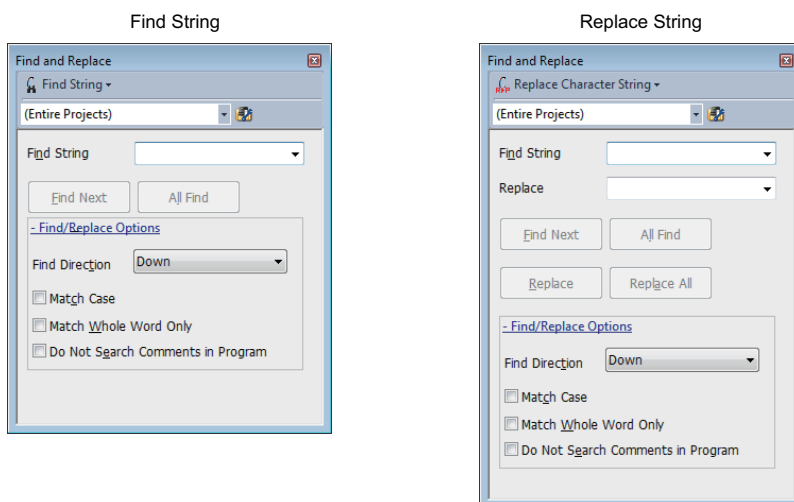 Find String
Find and Replace
Find String
(Entire Projects)
Find String
Find Next All Find
- Find/Replace Options
Find Direction Down
Match Case
Match Whole Word Only
Do Not Search Comments in Program
Replace String
Find and Replace
REP Replace Character String
(Entire Projects)
Find String
Replace
Find Next All Find
Replace Replace All
- Find/Replace Options
Find Direction Down
Match Case
Match Whole Word Only
Do Not Search Comments in Program